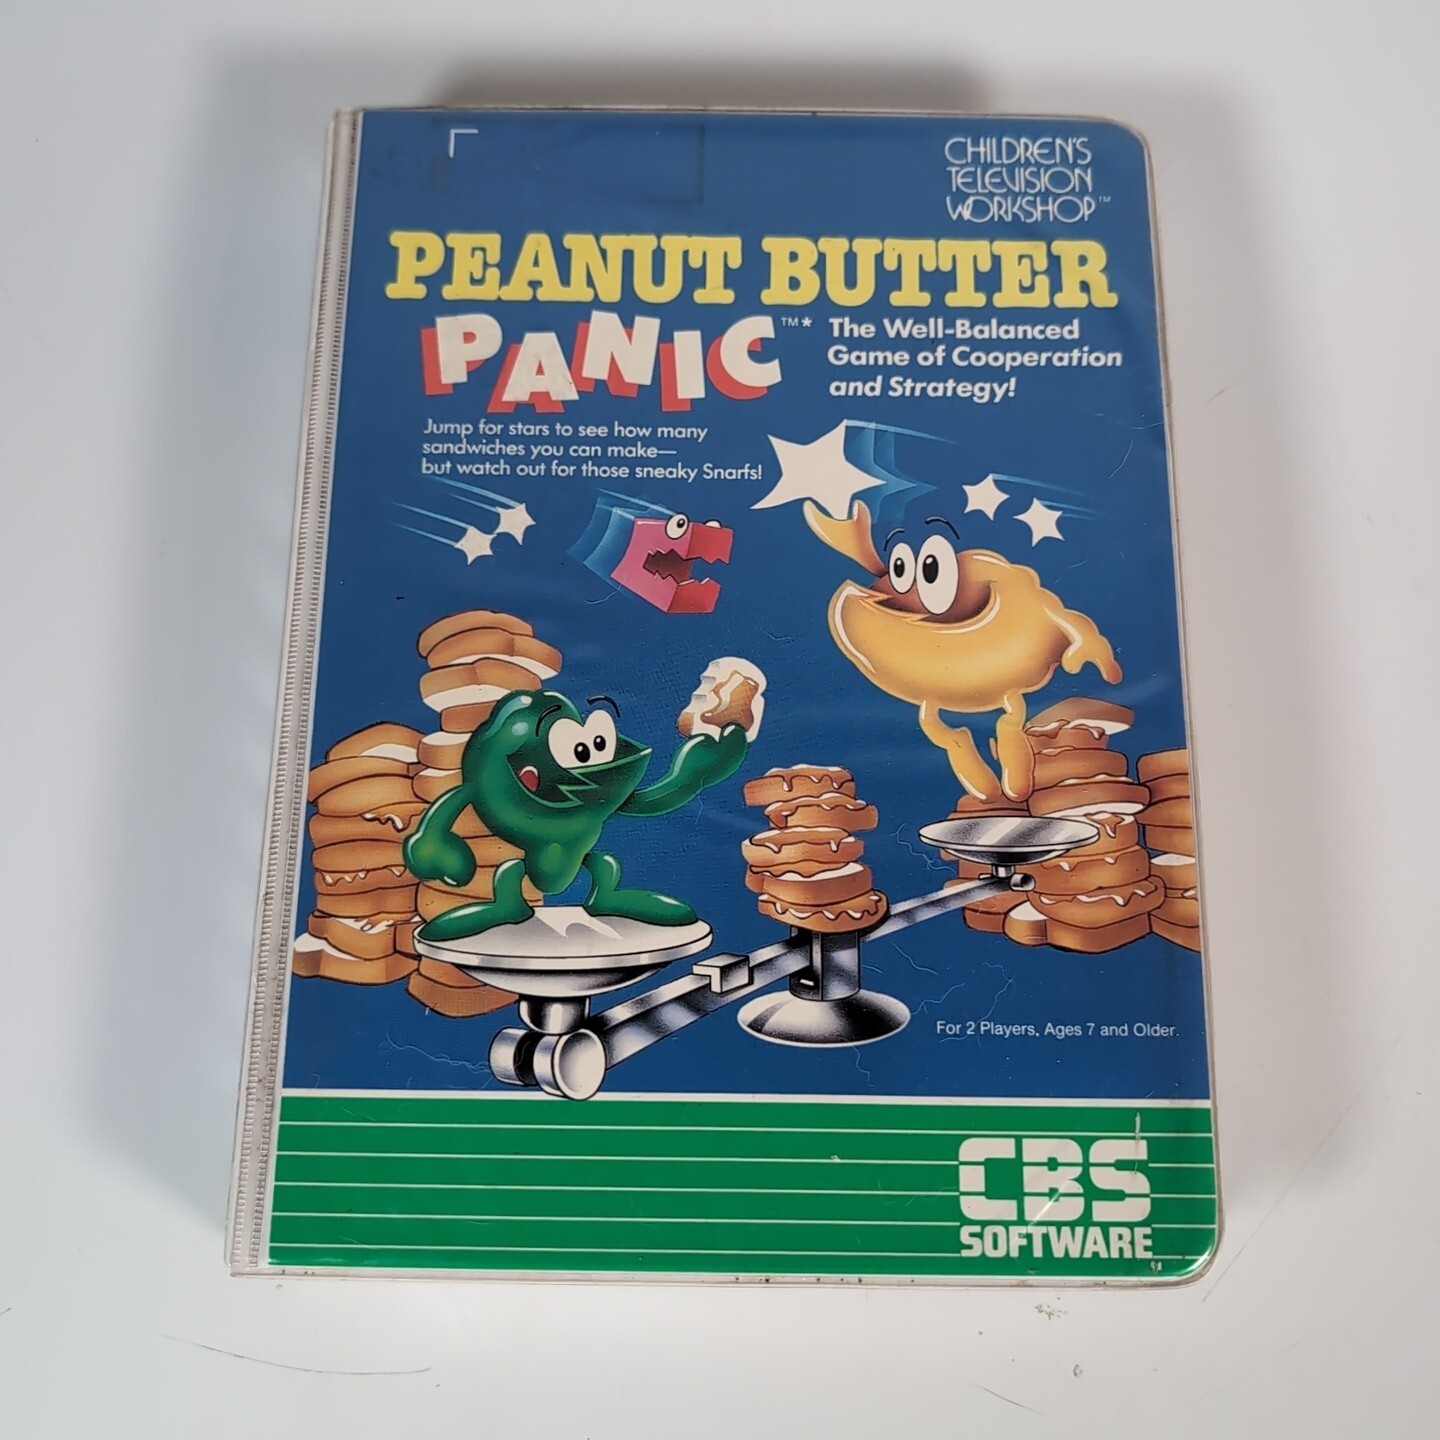 CHILDREN'S
TELEVISION
WORKSHOP™
PEANUT BUTTER
PANIC™*
The Well-Balanced
Game of Cooperation
and Strategy!
Jump for stars to see how many
sandwiches you can make—
but watch out for those sneaky Snarfs!
For 2 Players, Ages 7 and Older.
CBS
SOFTWARE